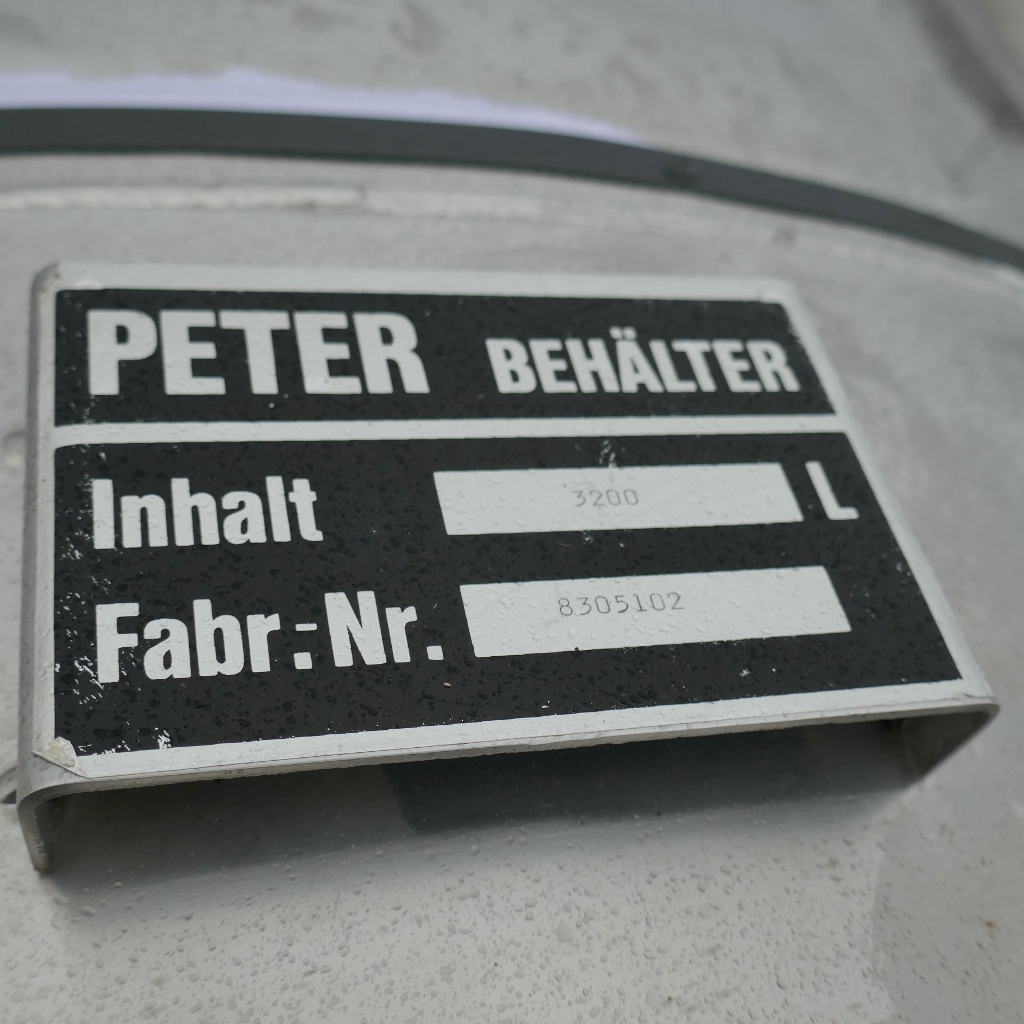 PETER BEHÄLTER
Inhalt 3200 L
Fabr.: Nr. 8305102